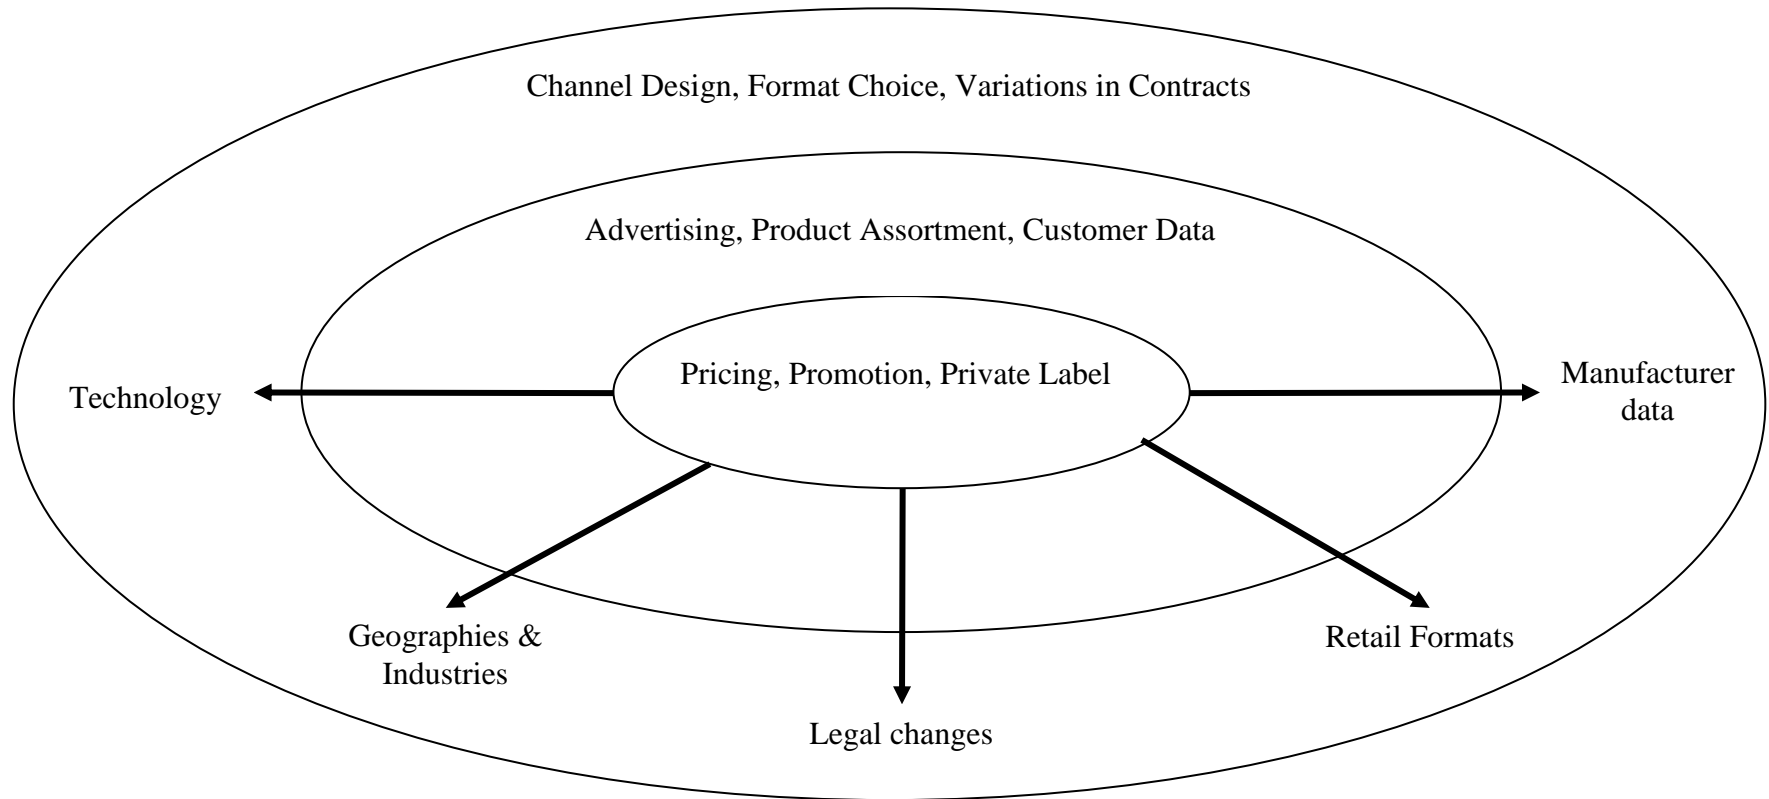 Channel Design, Format Choice, Variations in Contracts
Advertising, Product Assortment, Customer Data
Pricing, Promotion, Private Label
Technology
Manufacturer
data
Geographies &
Industries
Retail Formats
Legal changes